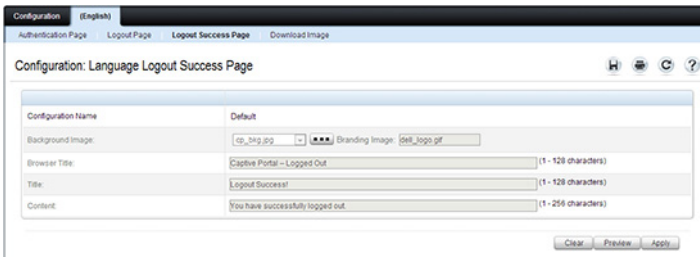 Configuration (English)
Authentication Page Logout Page Logout Success Page Download Image
Configuration: Language Logout Success Page
Configuration Name Default
Background Image: cp_bkg.jpg Branding Image: dell_logo.gif
Browser Title: Captive Portal – Logged Out (1 - 128 characters)
Title: Logout Success! (1 - 128 characters)
Content: You have successfully logged out. (1 - 256 characters)
Clear Preview Apply